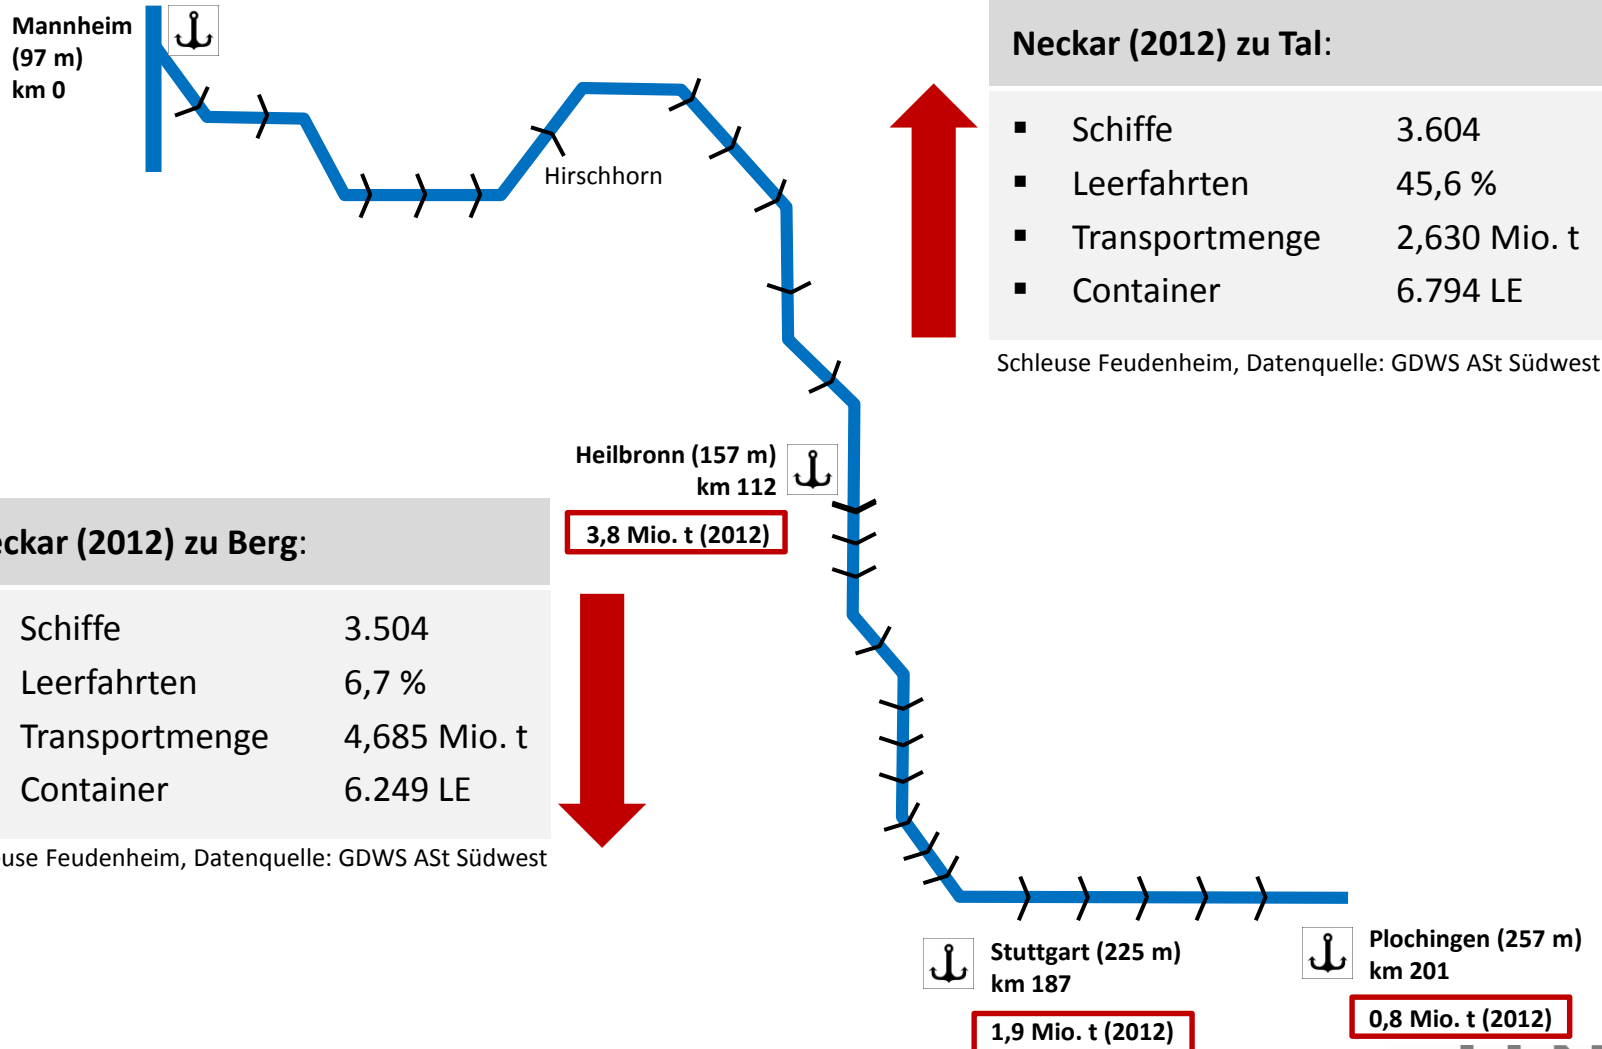 Mannheim
(97 m)
km 0
Neckar (2012) zu Tal:
▪ Schiffe 3.604
▪ Leerfahrten 45,6 %
▪ Transportmenge 2,630 Mio. t
▪ Container 6.794 LE
Schleuse Feudenheim, Datenquelle: GDWS ASt Südwest
Hirschhorn
Heilbronn (157 m)
km 112
3,8 Mio. t (2012)
eckar (2012) zu Berg:
Schiffe 3.504
Leerfahrten 6,7 %
Transportmenge 4,685 Mio. t
Container 6.249 LE
use Feudenheim, Datenquelle: GDWS ASt Südwest
Stuttgart (225 m)
km 187
1,9 Mio. t (2012)
Plochingen (257 m)
km 201
0,8 Mio. t (2012)